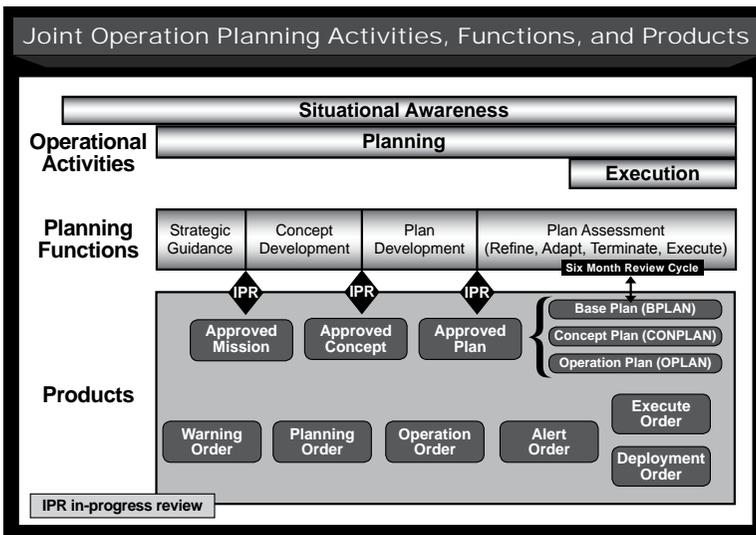 Joint Operation Planning Activities, Functions, and Products
Situational Awareness
Operational
Activities
Planning
Execution
Planning
Functions
Strategic
Guidance
Concept
Development
Plan
Development
Plan Assessment
(Refine, Adapt, Terminate, Execute)
Six Month Review Cycle
IPR
IPR
IPR
Approved
Mission
Approved
Concept
Approved
Plan
Base Plan (BPLAN)
Concept Plan (CONPLAN)
Operation Plan (OPLAN)
Products
Warning
Order
Planning
Order
Operation
Order
Alert
Order
Execute
Order
Deployment
Order
IPR in-progress review